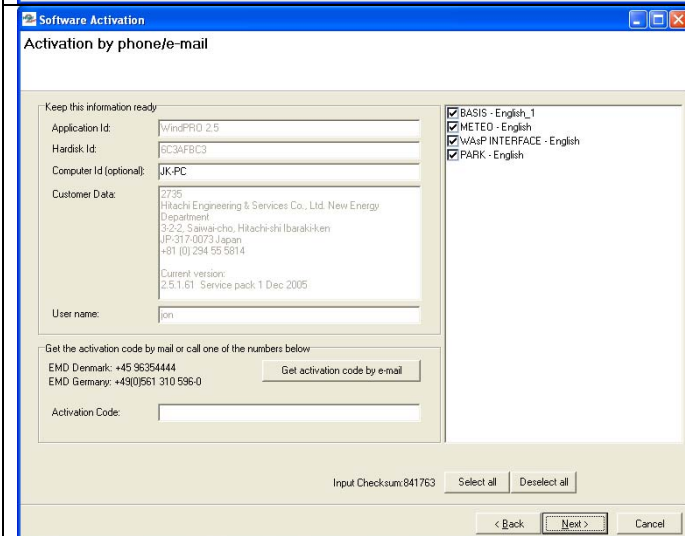 Software Activation
Activation by phone/e-mail
Keep this information ready
Application Id:
WindPRO 2,5
Hardisk Id:
6C3AFBC3
Computer Id (optional):
JK-PC
Customer Data:
2735
Hitachi Engineering & Services Co., Ltd. New Energy
Department
3-2-2, Saiwai-cho, Hitachi-shi Ibaraki-ken
JP-317-0073 Japan
+81 (0) 294 55 5814
Current version:
2.5.1.61 Service pack 1 Dec 2005
User name:
jon
BASIS - English_1
METEO - English
WAsP INTERFACE - English
PARK - English
Get the activation code by mail or call one of the numbers below
EMD Denmark: +45 96354444
EMD Germany: +49(0)561 310 596-0
Get activation code by e-mail
Activation Code:
Input Checksum:841763
Select all
Deselect all
< Back
Next >
Cancel